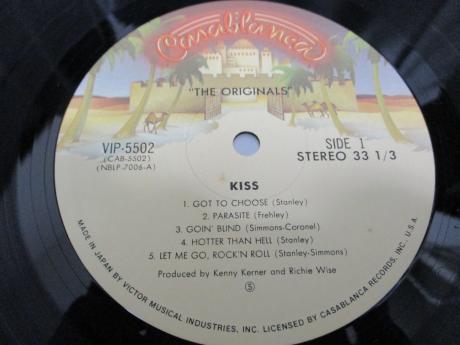 Casablanca
"THE ORIGINALS"
VIP-5502
(CAB-5502)
(NBLP-7006-A)
SIDE 1
STEREO 33 1/3
KISS
1. GOT TO CHOOSE (Stanley)
2. PARASITE (Frehley)
3. GOIN' BLIND (Simmons-Coronel)
4. HOTTER THAN HELL (Stanley)
5. LET ME GO, ROCK'N ROLL (Stanley-Simmons)
Produced by Kenny Kerner and Richie Wise
S
MADE IN JAPAN BY VICTOR MUSICAL INDUSTRIES, INC. LICENSED BY CASABLANCA RECORDS, INC. U.S.A.